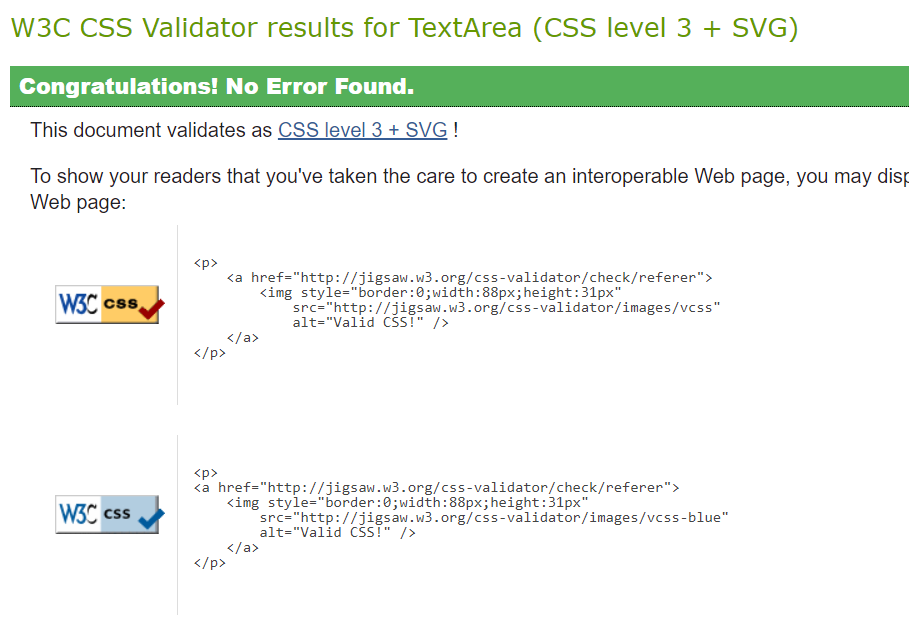 W3C CSS Validator results for TextArea (CSS level 3 + SVG)
Congratulations! No Error Found.
This document validates as CSS level 3 + SVG !
To show your readers that you've taken the care to create an interoperable Web page, you may
Web page:
W3C css
<p>
<a href="http://jigsaw.w3.org/css-validator/check/referer">
<img style="border:0;width:88px;height:31px"
src="http://jigsaw.w3.org/css-validator/images/vcss"
alt="Valid CSS!" />
</a>
</p>
W3C css
<p>
<a href="http://jigsaw.w3.org/css-validator/check/referer">
<img style="border:0;width:88px;height:31px"
src="http://jigsaw.w3.org/css-validator/images/vcss-blue"
alt="Valid CSS!" />
</a>
</p>